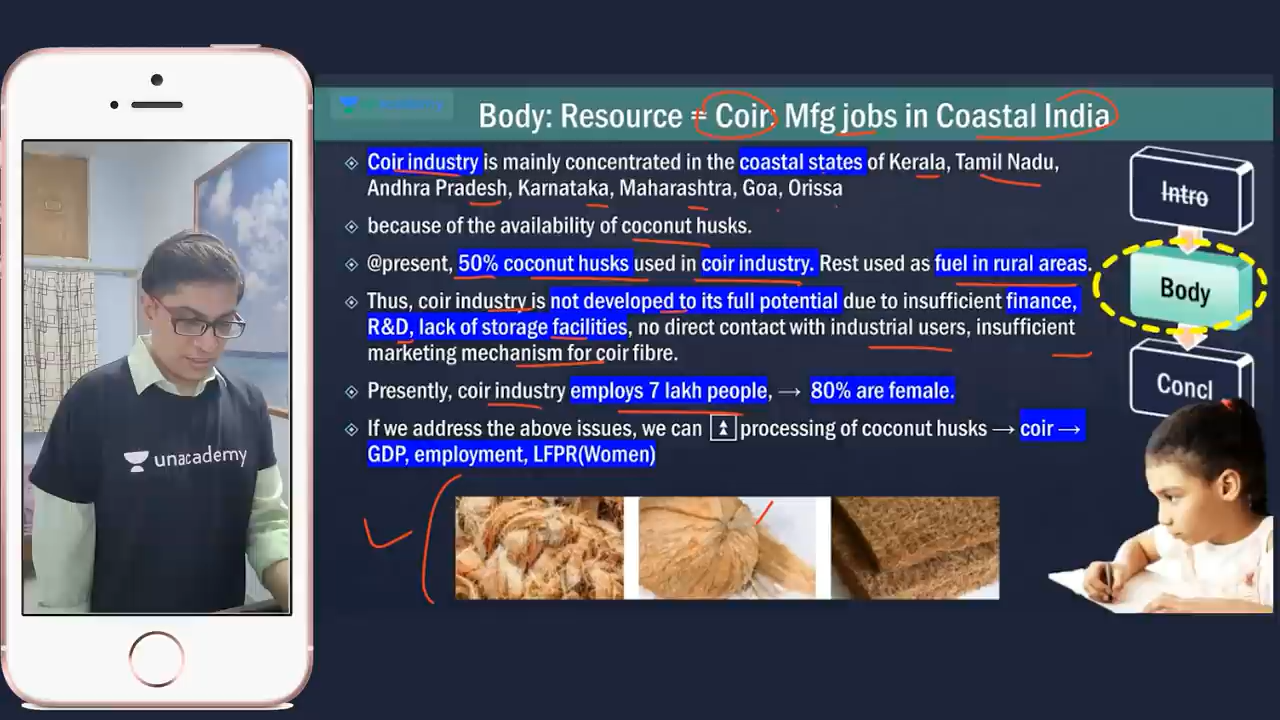 unacademy
Body: Resource = Coir: Mfg jobs in Coastal India
Coir industry is mainly concentrated in the coastal states of Kerala, Tamil Nadu,
Andhra Pradesh, Karnataka, Maharashtra, Goa, Orissa
because of the availability of coconut husks.
@present, 50% coconut husks used in coir industry. Rest used as fuel in rural areas.
Thus, coir industry is not developed to its full potential due to insufficient finance,
R&D, lack of storage facilities, no direct contact with industrial users, insufficient
marketing mechanism for coir fibre.
Presently, coir industry employs 7 lakh people, → 80% are female.
If we address the above issues, we can processing of coconut husks → coir →
GDP, employment, LFPR(Women)
Intro
Body
Concl
unacademy